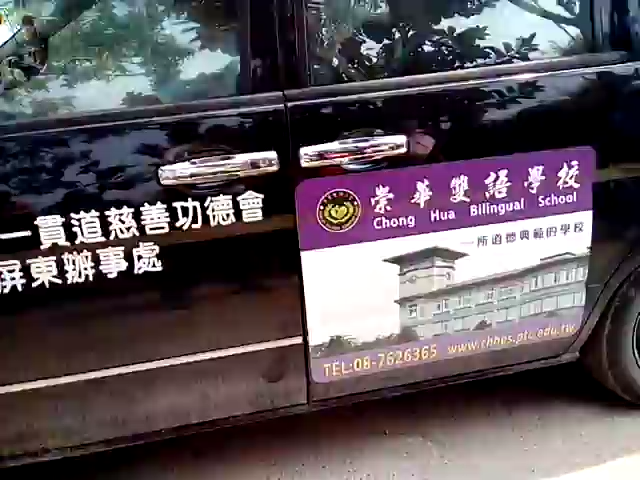 一貫道慈善功德會
屏東辦事處
崇華雙語學校
Chong Hua Bilingual School
一所道德典範的學校
TEL:08-7626365 www.chhes.ptc.edu.tw